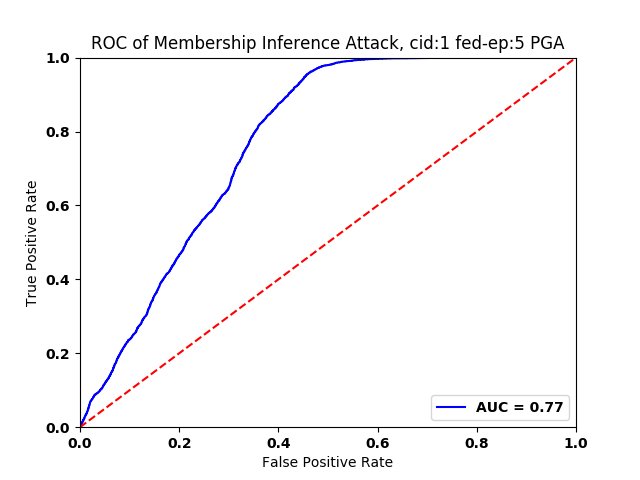 ROC of Membership Inference Attack, cid:1 fed-ep:5 PGA
True Positive Rate
1.0
0.8
0.6
0.4
0.2
0.0
AUC = 0.77
0.0 0.2 0.4 0.6 0.8 1.0
False Positive Rate